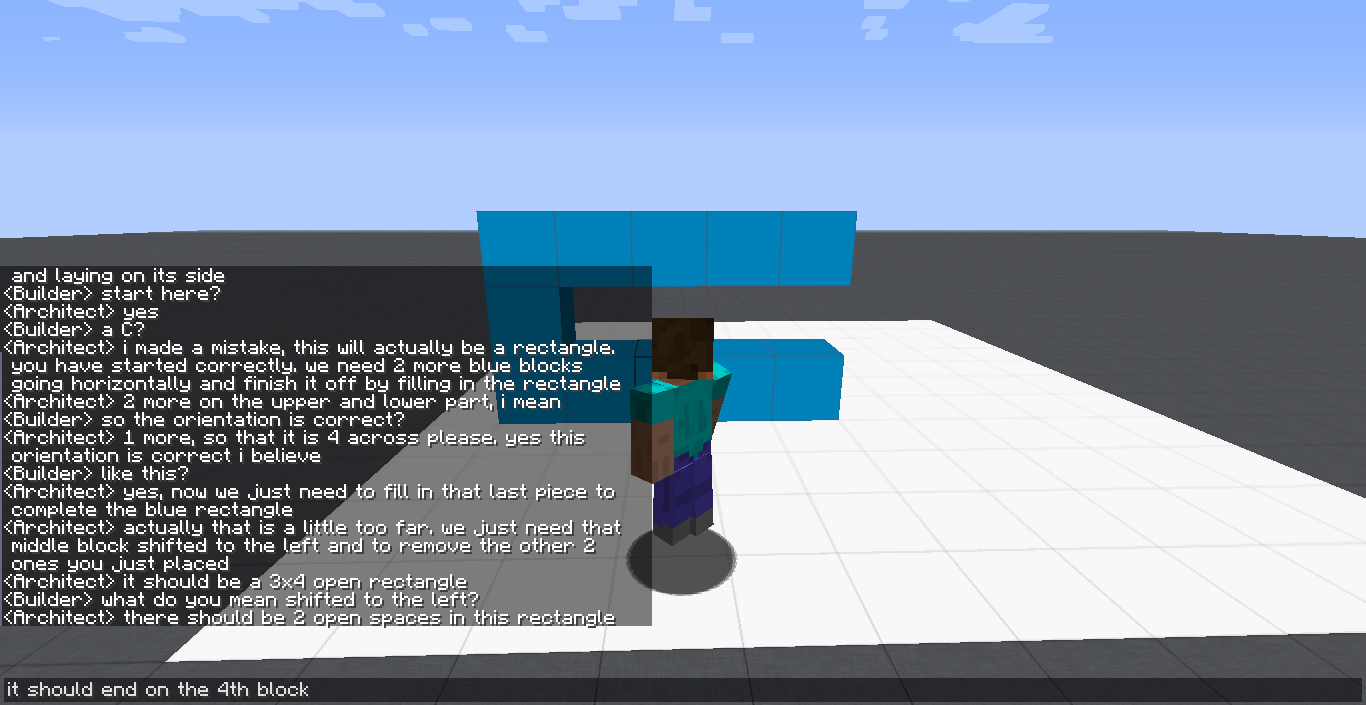 and laying on its side
<Builder> start here?
<Architect> yes
<Builder> a C?
<Architect> i made a mistake, this will actually be a rectangle.
you have started correctly. we need 2 more blue blocks
going horizontally and finish it off by filling in the rectangle
<Architect> 2 more on the upper and lower part, i mean
<Builder> so the orientation is correct?
<Architect> 1 more, so that it is 4 across please. yes this
orientation is correct i believe
<Builder> like this?
<Architect> yes, now we just need to fill in that last piece to
complete the blue rectangle
<Architect> actually that is a little too far. we just need that
middle block shifted to the left and to remove the other 2
ones you just placed
<Architect> it should be a 3x4 open rectangle
<Builder> what do you mean shifted to the left?
<Architect> there should be 2 open spaces in this rectangle
it should end on the 4th block